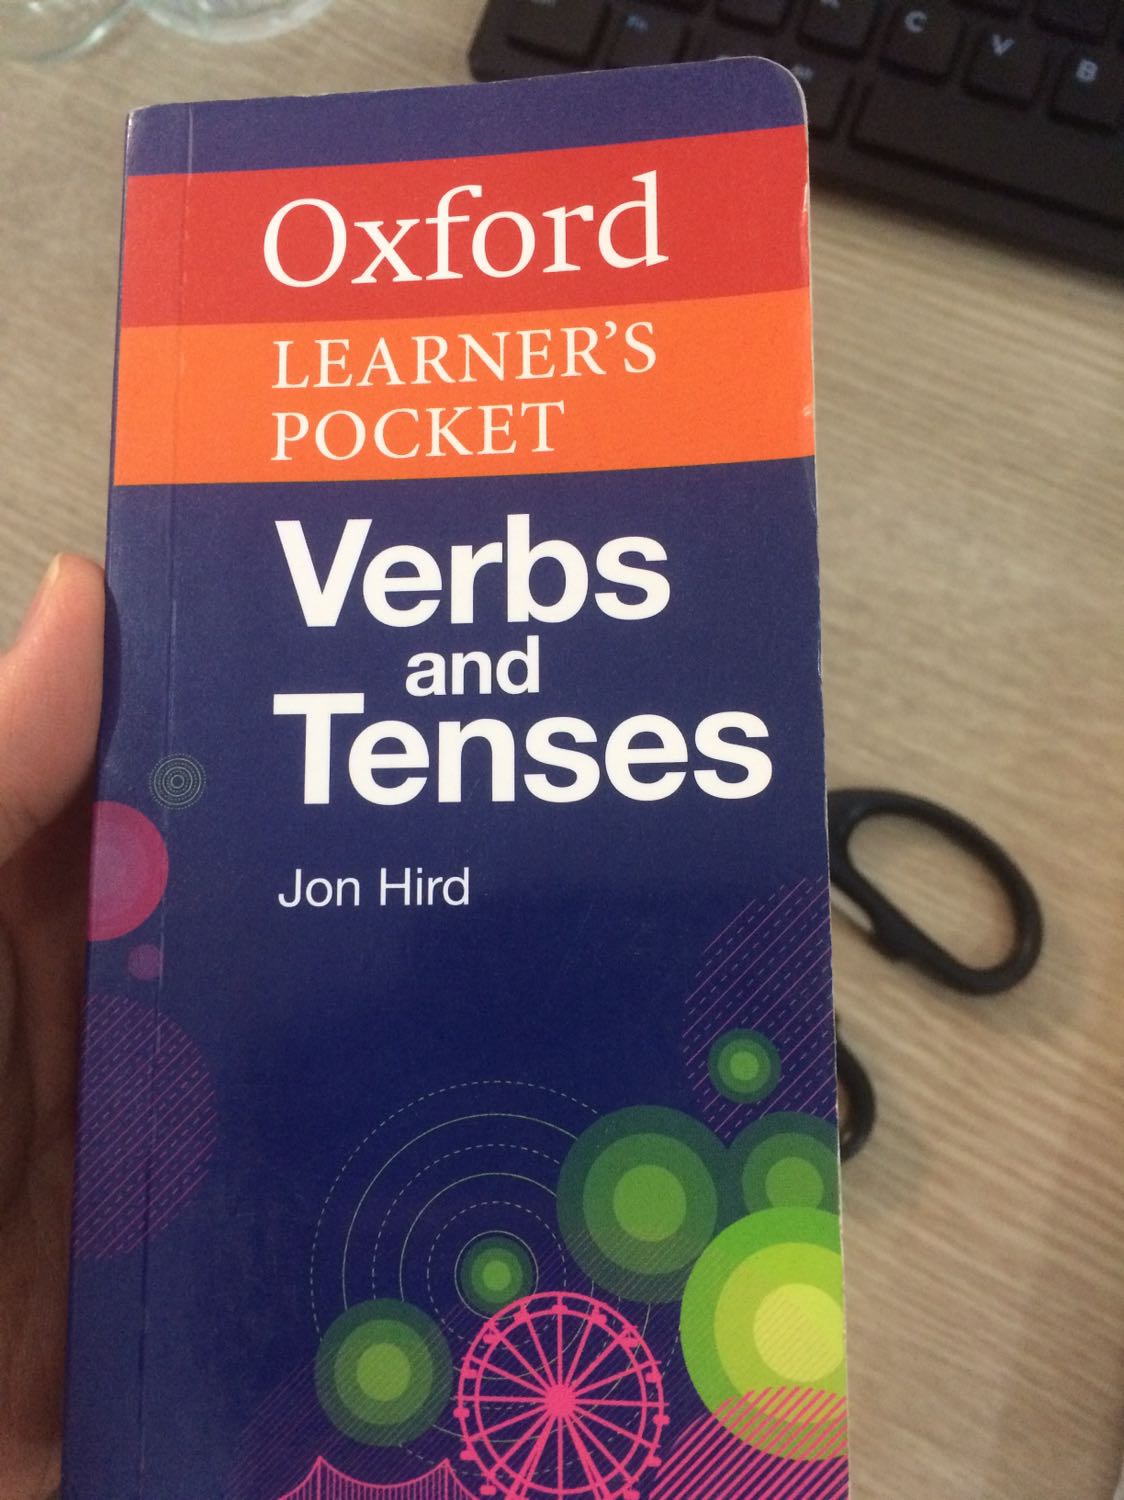 C V B
Oxford
LEARNER'S
POCKET
Verbs
and
Tenses
Jon Hird